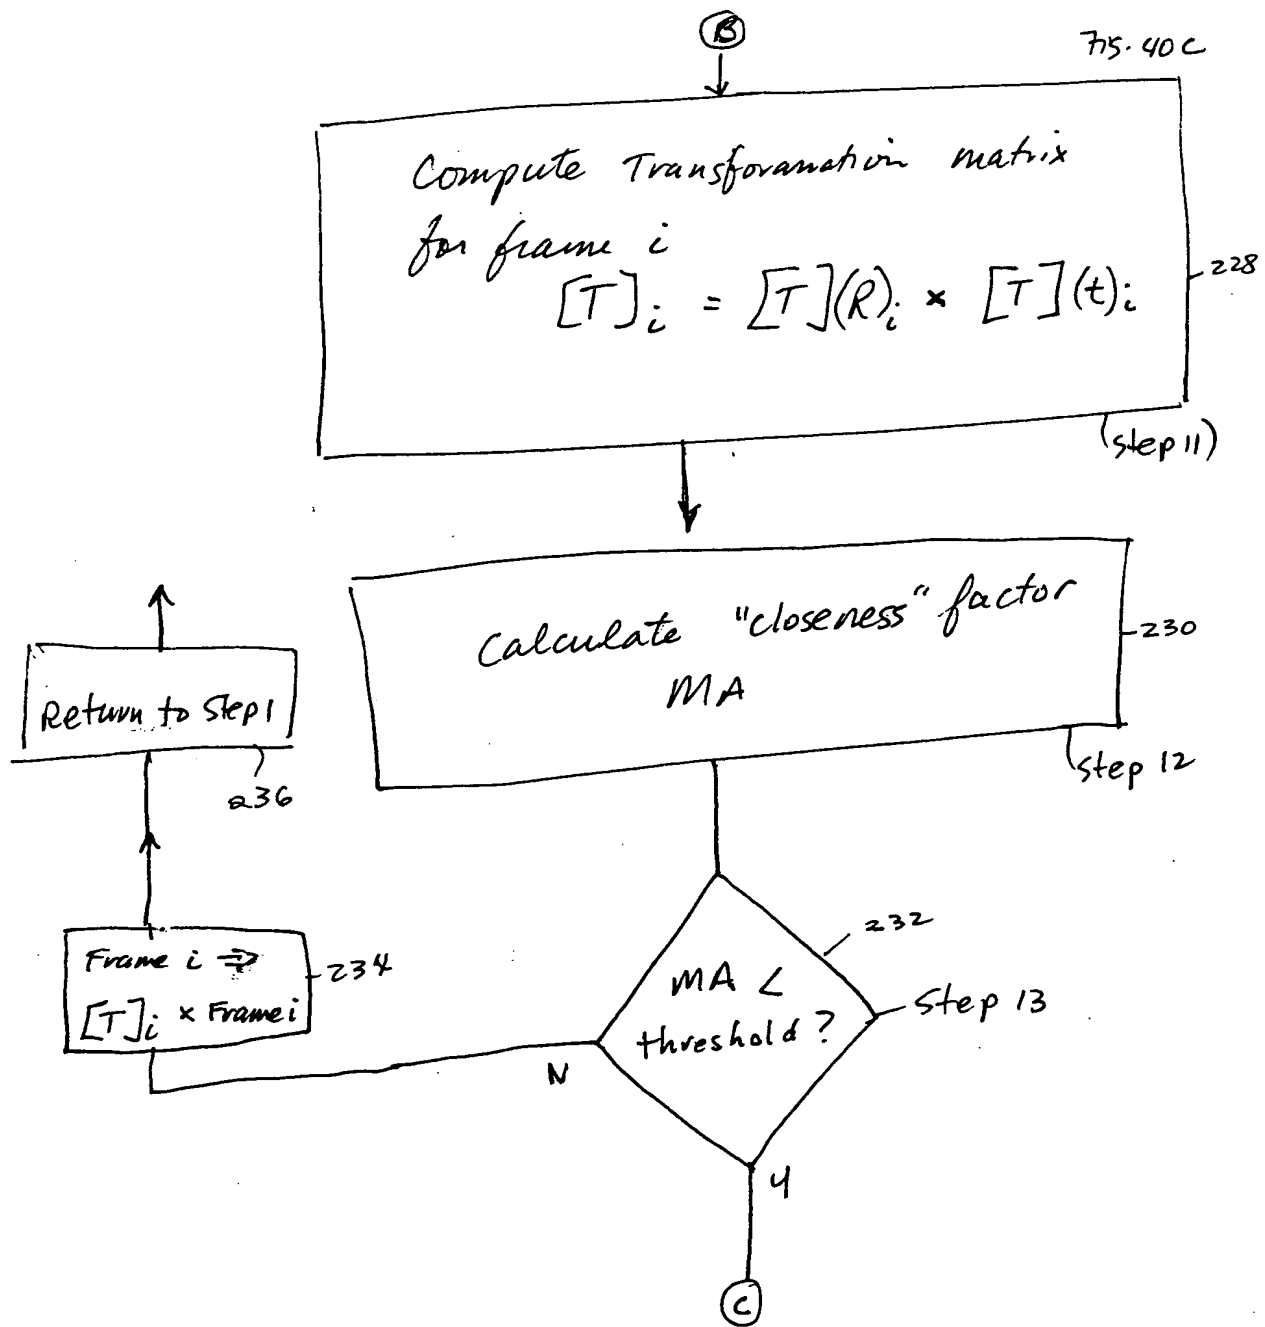 B
Fig. 40C
Compute Transforamation matrix
for frame i
[T]i = [T](R)i × [T](t)i
228
(step 11)
Calculate "closeness" factor
MA
230
step 12
Return to Step 1
236
Frame i ⇒
[T]i × Frame i
234
MA <
threshold?
232
Step 13
N
Y
C